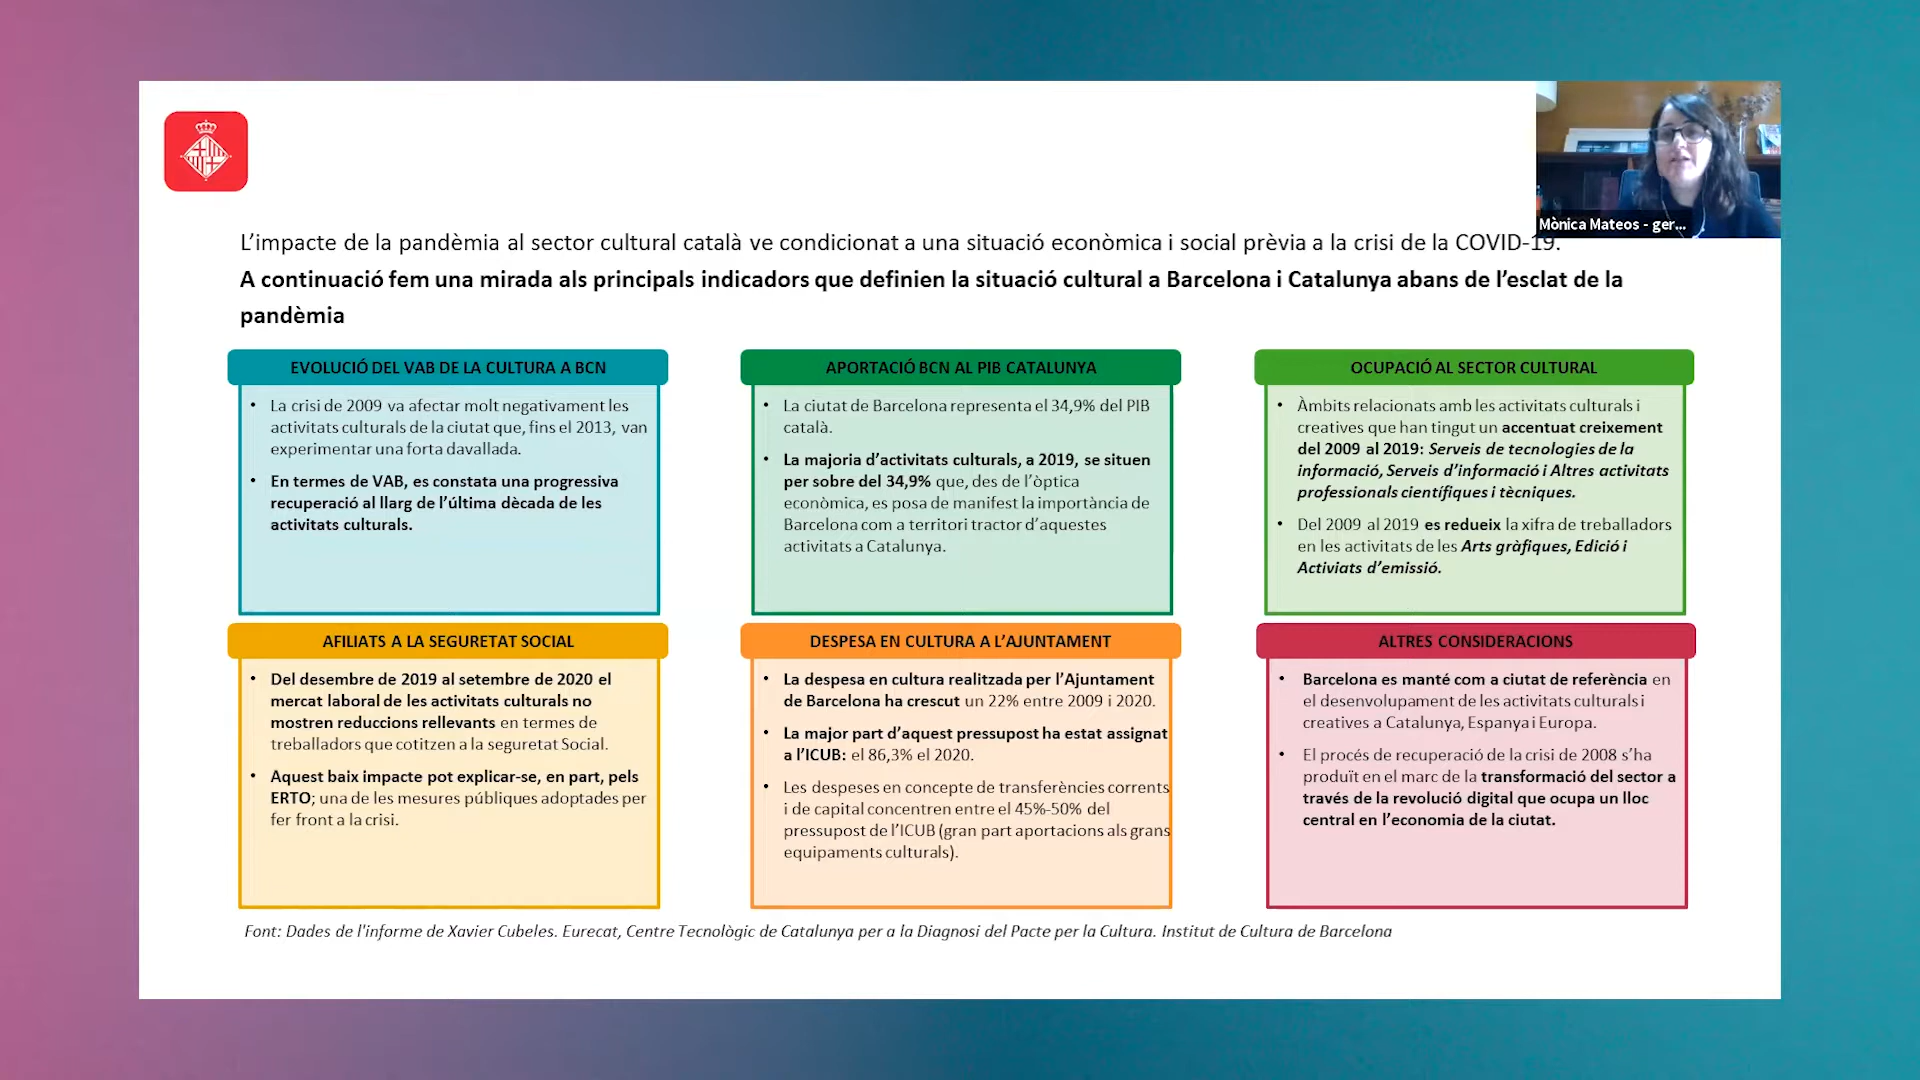 Mònica Mateos - ger...
L’impacte de la pandèmia al sector cultural català ve condicionat a una situació econòmica i social prèvia a la crisi de la COVID-19.
A continuació fem una mirada als principals indicadors que definien la situació cultural a Barcelona i Catalunya abans de l’esclat de la
pandèmia
EVOLUCIÓ DEL VAB DE LA CULTURA A BCN
• La crisi de 2009 va afectar molt negativament les
activitats culturals de la ciutat que, fins el 2013, van
experimentar una forta davallada.
• En termes de VAB, es constata una progressiva
recuperació al llarg de l’última dècada de les
activitats culturals.
APORTACIÓ BCN AL PIB CATALUNYA
• La ciutat de Barcelona representa el 34,9% del PIB
català.
• La majoria d’activitats culturals, a 2019, se situen
per sobre del 34,9% que, des de l’òptica
econòmica, es posa de manifest la importància de
Barcelona com a territori tractor d’aquestes
activitats a Catalunya.
OCUPACIÓ AL SECTOR CULTURAL
• Àmbits relacionats amb les activitats culturals i
creatives que han tingut un accentuat creixement
del 2009 al 2019: Serveis de tecnologies de la
informació, Serveis d’informació i Altres activitats
professionals científiques i tècniques.
• Del 2009 al 2019 es redueix la xifra de treballadors
en les activitats de les Arts gràfiques, Edició i
Activiats d’emissió.
AFILIATS A LA SEGURETAT SOCIAL
• Del desembre de 2019 al setembre de 2020 el
mercat laboral de les activitats culturals no
mostren reduccions rellevants en termes de
treballadors que cotitzen a la seguretat Social.
• Aquest baix impacte pot explicar-se, en part, pels
ERTO; una de les mesures públiques adoptades per
fer front a la crisi.
DESPESA EN CULTURA A L’AJUNTAMENT
• La despesa en cultura realitzada per l’Ajuntament
de Barcelona ha crescut un 22% entre 2009 i 2020.
• La major part d’aquest pressupost ha estat assignat
a l’ICUB: el 86,3% el 2020.
• Les despeses en concepte de transferències corrents
i de capital concentren entre el 45%-50% del
pressupost de l’ICUB (gran part aportacions als grans
equipaments culturals).
ALTRES CONSIDERACIONS
• Barcelona es manté com a ciutat de referència en
el desenvolupament de les activitats culturals i
creatives a Catalunya, Espanya i Europa.
• El procés de recuperació de la crisi de 2008 s’ha
produït en el marc de la transformació del sector a
través de la revolució digital que ocupa un lloc
central en l’economia de la ciutat.
Font: Dades de l'informe de Xavier Cubeles. Eurecat, Centre Tecnològic de Catalunya per a la Diagnosi del Pacte per la Cultura. Institut de Cultura de Barcelona